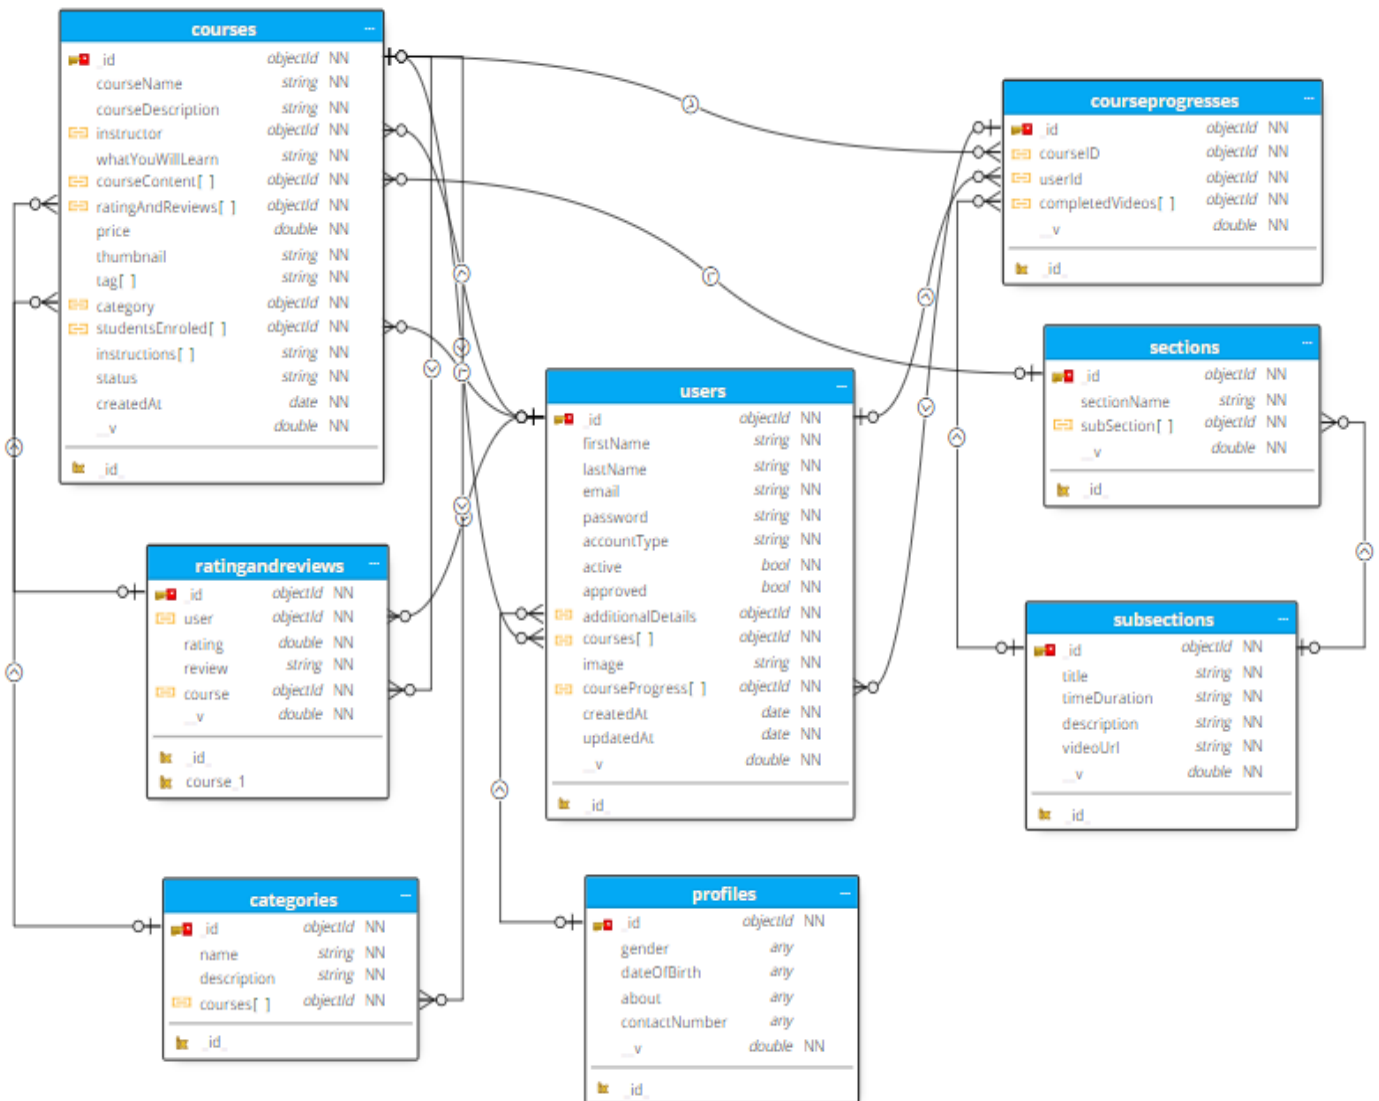 courses ...
_id objectId NN
courseName string NN
courseDescription string NN
instructor objectId NN
whatYouWillLearn string NN
courseContent[ ] objectId NN
ratingAndReviews[ ] objectId NN
price double NN
thumbnail string NN
tag[ ] string NN
category objectId NN
studentsEnroled[ ] objectId NN
instructions[ ] string NN
status string NN
createdAt date NN
__v double NN
_id_
courseprogresses ...
_id objectId NN
courseID objectId NN
userId objectId NN
completedVideos[ ] objectId NN
__v double NN
_id_
sections ...
_id objectId NN
sectionName string NN
subSection[ ] objectId NN
__v double NN
_id_
users ...
_id objectId NN
firstName string NN
lastName string NN
email string NN
password string NN
accountType string NN
active bool NN
approved bool NN
additionalDetails objectId NN
courses[ ] objectId NN
image string NN
courseProgress[ ] objectId NN
createdAt date NN
updatedAt date NN
__v double NN
_id_
ratingandreviews ...
_id objectId NN
user objectId NN
rating double NN
review string NN
course objectId NN
__v double NN
_id_
course_1
subsections ...
_id objectId NN
title string NN
timeDuration string NN
description string NN
videoUrl string NN
__v double NN
_id_
categories ...
_id objectId NN
name string NN
description string NN
courses[ ] objectId NN
_id_
profiles ...
_id objectId NN
gender any
dateOfBirth any
about any
contactNumber any
__v double NN
_id_